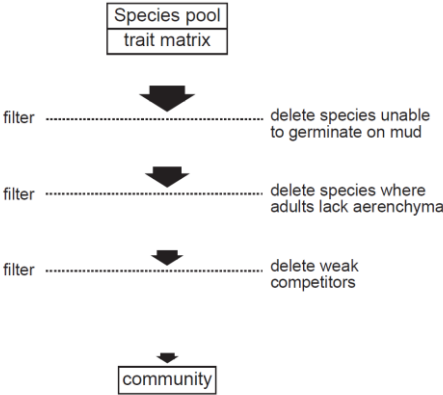 Species pool
trait matrix
filter
delete species unable
to germinate on mud
filter
delete species where
adults lack aerenchyma
filter
delete weak
competitors
community